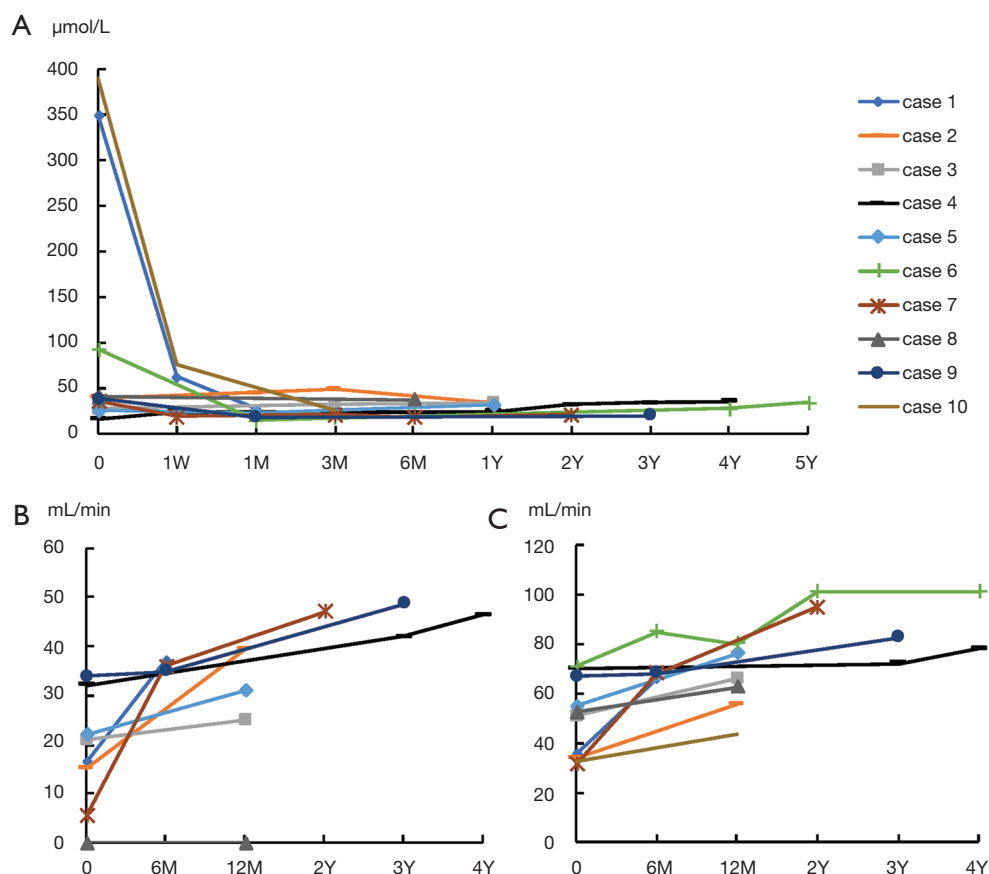 A µmol/L
400
350
300
250
200
150
100
50
0
0 1W 1M 3M 6M 1Y 2Y 3Y 4Y 5Y
case 1
case 2
case 3
case 4
case 5
case 6
case 7
case 8
case 9
case 10
B mL/min
60
50
40
30
20
10
0
0 6M 12M 2Y 3Y 4Y
C mL/min
120
100
80
60
40
20
0
0 6M 12M 2Y 3Y 4Y